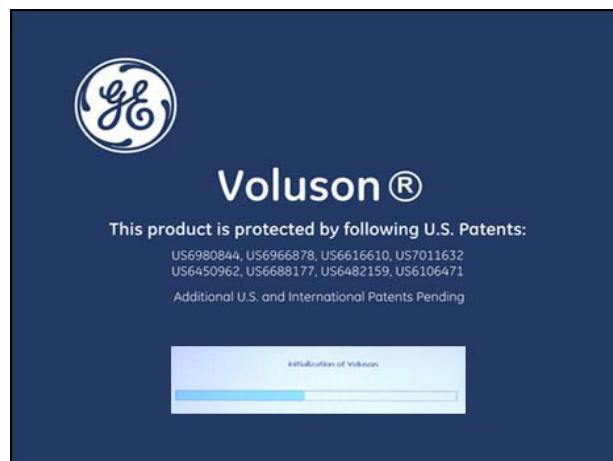 GE
Voluson ®
This product is protected by following U.S. Patents:
US6980844, US6966878, US6616610, US7011632
US6450962, US6688177, US6482159, US6106471
Additional U.S. and International Patents Pending
Initialization of Voluson